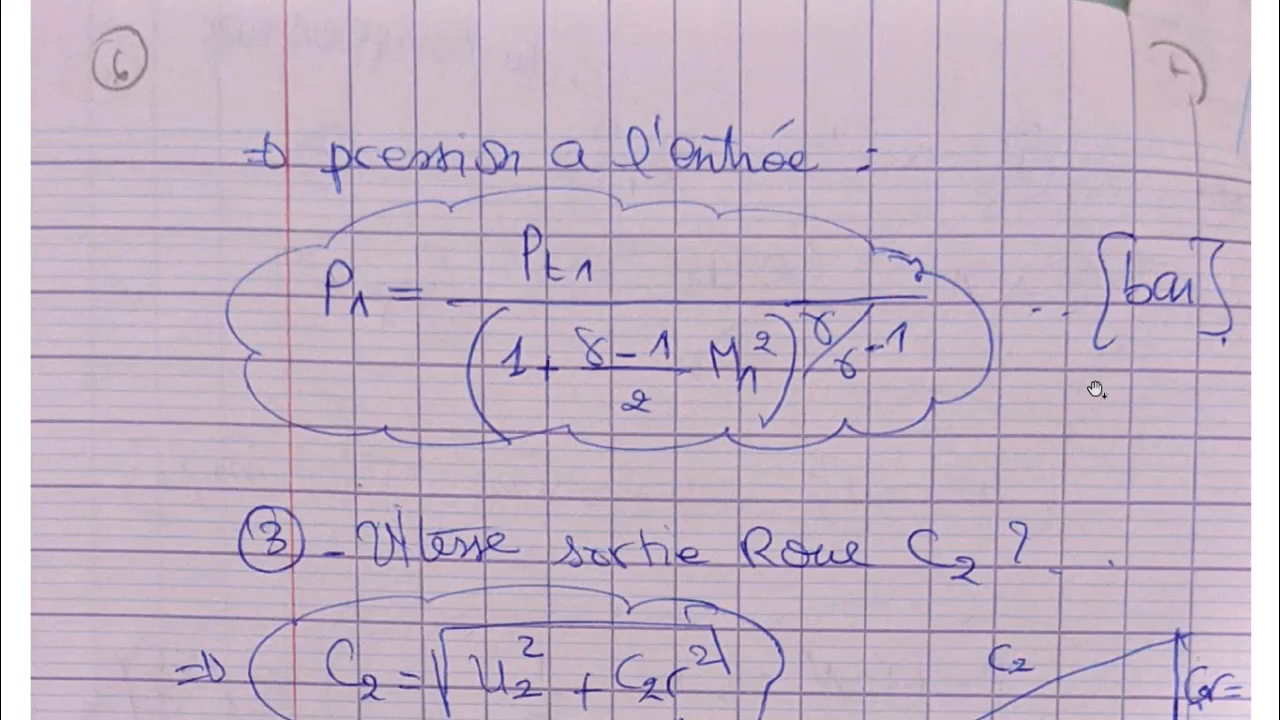 6
⇒ pression a l'entrée :
P1 = Pt1 / (1 + (γ-1)/2 M1²)^(γ/γ-1) ... [bar]
③ - Vitesse sortie Roue C2 ? . .
⇒ C2 = √(U2² + C2r²)
C2